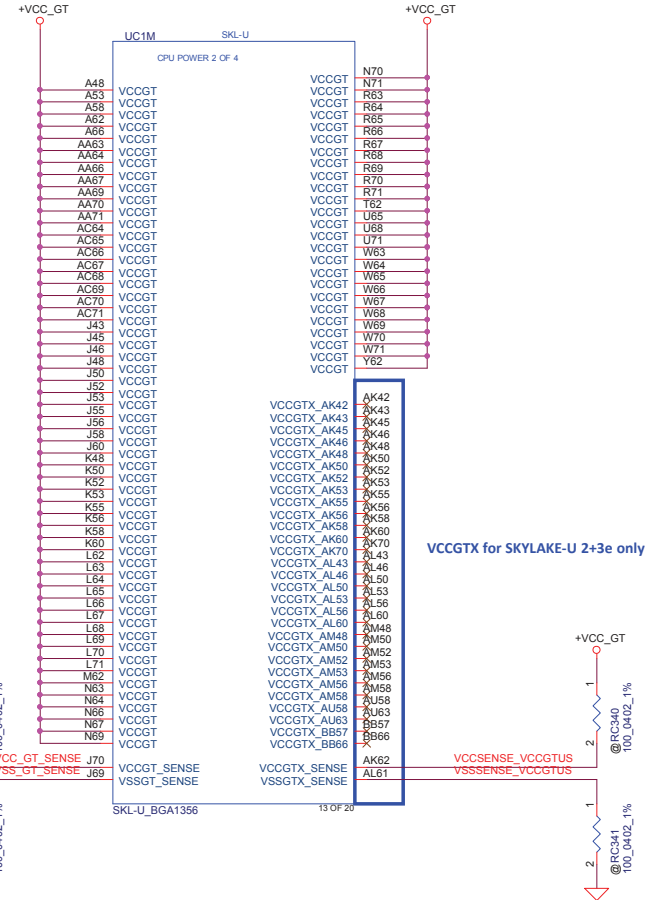 +VCC_GT +VCC_GT
UC1M SKL-U
CPU POWER 2 OF 4
VCCGT N70
A48 VCCGT VCCGT N71
A53 VCCGT VCCGT R63
A58 VCCGT VCCGT R64
A62 VCCGT VCCGT R65
A66 VCCGT VCCGT R66
AA63 VCCGT VCCGT R67
AA64 VCCGT VCCGT R68
AA66 VCCGT VCCGT R69
AA67 VCCGT VCCGT R70
AA69 VCCGT VCCGT R71
AA70 VCCGT VCCGT T62
AA71 VCCGT VCCGT U65
AC64 VCCGT VCCGT U68
AC65 VCCGT VCCGT U71
AC66 VCCGT VCCGT W63
AC67 VCCGT VCCGT W64
AC68 VCCGT VCCGT W65
AC69 VCCGT VCCGT W66
AC70 VCCGT VCCGT W67
AC71 VCCGT VCCGT W68
J43 VCCGT VCCGT W69
J45 VCCGT VCCGT W70
J46 VCCGT VCCGT W71
J48 VCCGT VCCGT Y62
J50 VCCGT
J52 VCCGT
J53 VCCGT VCCGTX_AK42 AK42
J55 VCCGT VCCGTX_AK43 AK43
J56 VCCGT VCCGTX_AK45 AK45
J58 VCCGT VCCGTX_AK46 AK46
J60 VCCGT VCCGTX_AK48 AK48
K48 VCCGT VCCGTX_AK50 AK50
K50 VCCGT VCCGTX_AK52 AK52
K52 VCCGT VCCGTX_AK53 AK53
K53 VCCGT VCCGTX_AK55 AK55
K55 VCCGT VCCGTX_AK56 AK56
K56 VCCGT VCCGTX_AK58 AK58
K58 VCCGT VCCGTX_AK60 AK60
K60 VCCGT VCCGTX_AK70 AK70
L62 VCCGT VCCGTX_AL43 AL43
L63 VCCGT VCCGTX_AL46 AL46
L64 VCCGT VCCGTX_AL50 AL50
L65 VCCGT VCCGTX_AL53 AL53
L66 VCCGT VCCGTX_AL56 AL56
L67 VCCGT VCCGTX_AL60 AL60
L68 VCCGT VCCGTX_AM48 AM48
L69 VCCGT VCCGTX_AM50 AM50
L70 VCCGT VCCGTX_AM52 AM52
L71 VCCGT VCCGTX_AM53 AM53
M62 VCCGT VCCGTX_AM56 AM56
N63 VCCGT VCCGTX_AM58 AM58
N64 VCCGT VCCGTX_AU58 AU58
N66 VCCGT VCCGTX_AU63 AU63
N67 VCCGT VCCGTX_BB57 BB57
N69 VCCGT VCCGTX_BB66 BB66
VCCGTX for SKYLAKE-U 2+3e only
+VCC_GT
1
2
@RC340
100_0402_1%
VCC_GT_SENSE J70 VCCGT_SENSE VCCGTX_SENSE AK62 VCCSENSE_VCCGTUS
VSS_GT_SENSE J69 VSSGT_SENSE VSSGTX_SENSE AL61 VSSSENSE_VCCGTUS
SKL-U_BGA1356 13 OF 20
1
2
@RC341
100_0402_1%